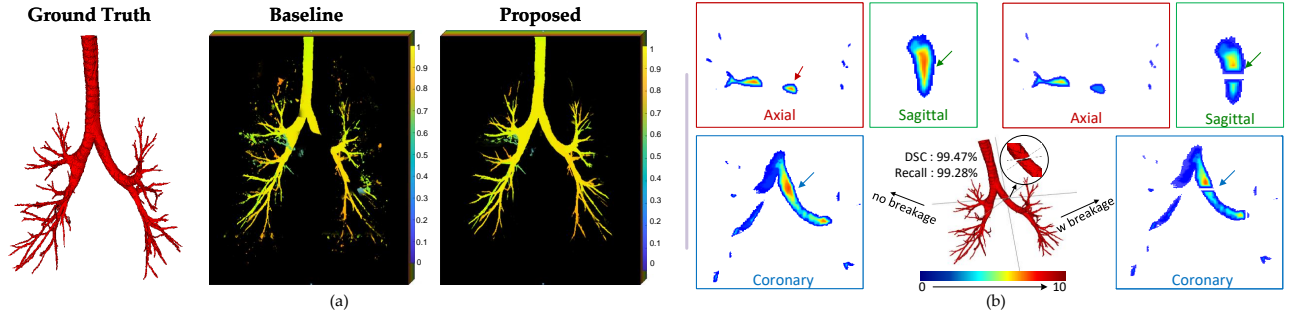 Ground Truth
Baseline
Proposed
1
0.9
0.8
0.7
0.6
0.5
0.4
0.3
0.2
0.1
0
1
0.9
0.8
0.7
0.6
0.5
0.4
0.3
0.2
0.1
0
(a)
Axial
Sagittal
Axial
Sagittal
DSC : 99.47%
Recall : 99.28%
no breakage
w breakage
Coronary
0
10
Coronary
(b)